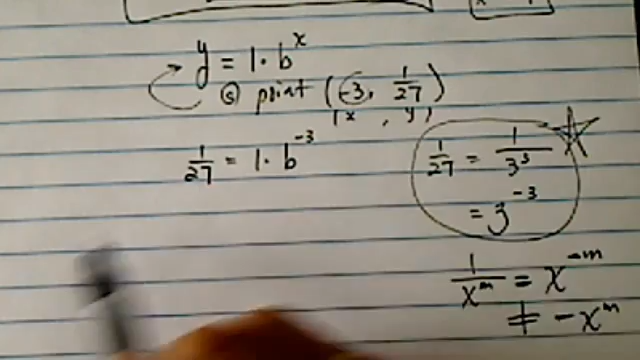 y = 1 · b^x
@ point (-3, 1/27)
(x , y)
1/27 = 1 · b^-3
1/27 = 1/3^3
= 3^-3
1/x^m = x^-m
≠ -x^m